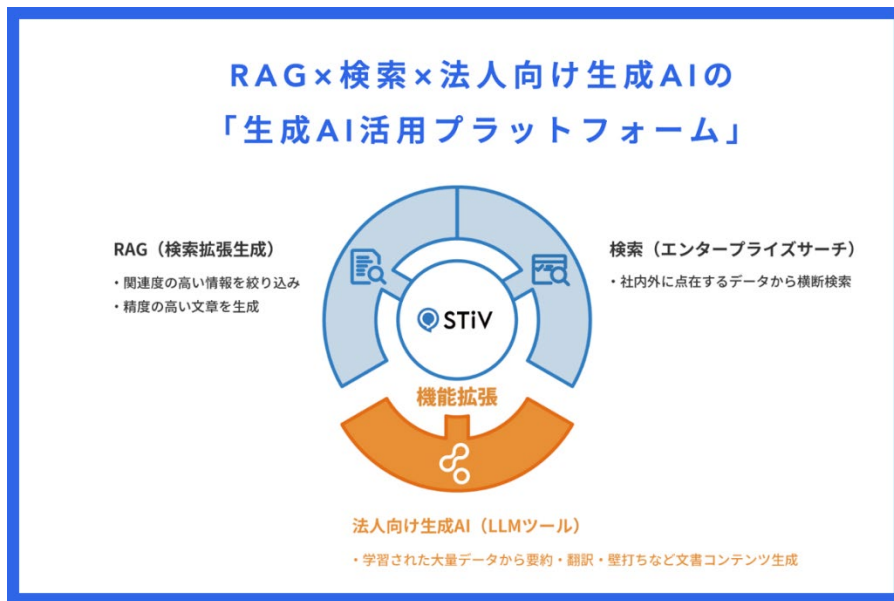 RAG×検索×法人向け生成AIの
「生成AI活用プラットフォーム」
RAG（検索拡張生成）
・関連度の高い情報を絞り込み
・精度の高い文章を生成
検索（エンタープライズサーチ）
・社内外に点在するデータから横断検索
STiV
機能拡張
法人向け生成AI（LLMツール）
・学習された大量データから要約・翻訳・壁打ちなど文書コンテンツ生成